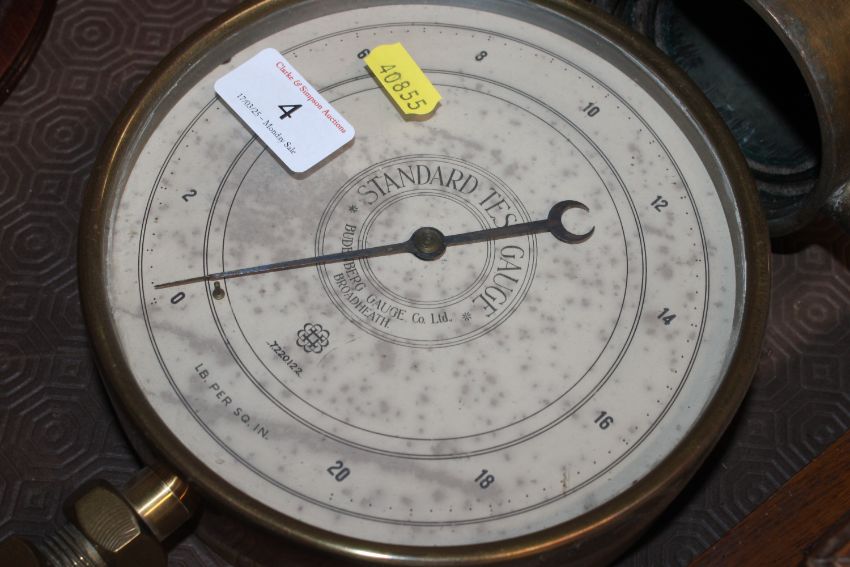 Clarke & Simpson Auctions
4
17/03/25 - Monday Sale
40855
0
2
6
8
10
12
14
16
18
20
STANDARD TES GAUGE
BUDENBERG GAUGE Co. Ltd.
BROADHEATH.
7220122
LB. PER SQ. IN.